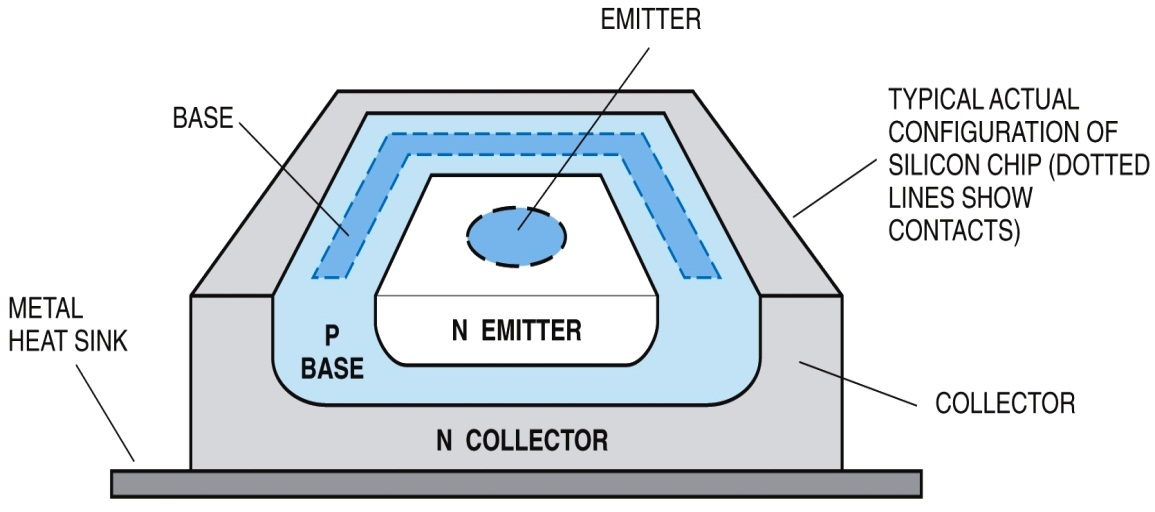 EMITTER
BASE
TYPICAL ACTUAL
CONFIGURATION OF
SILICON CHIP (DOTTED
LINES SHOW
CONTACTS)
METAL
HEAT SINK
P
BASE
N EMITTER
COLLECTOR
N COLLECTOR